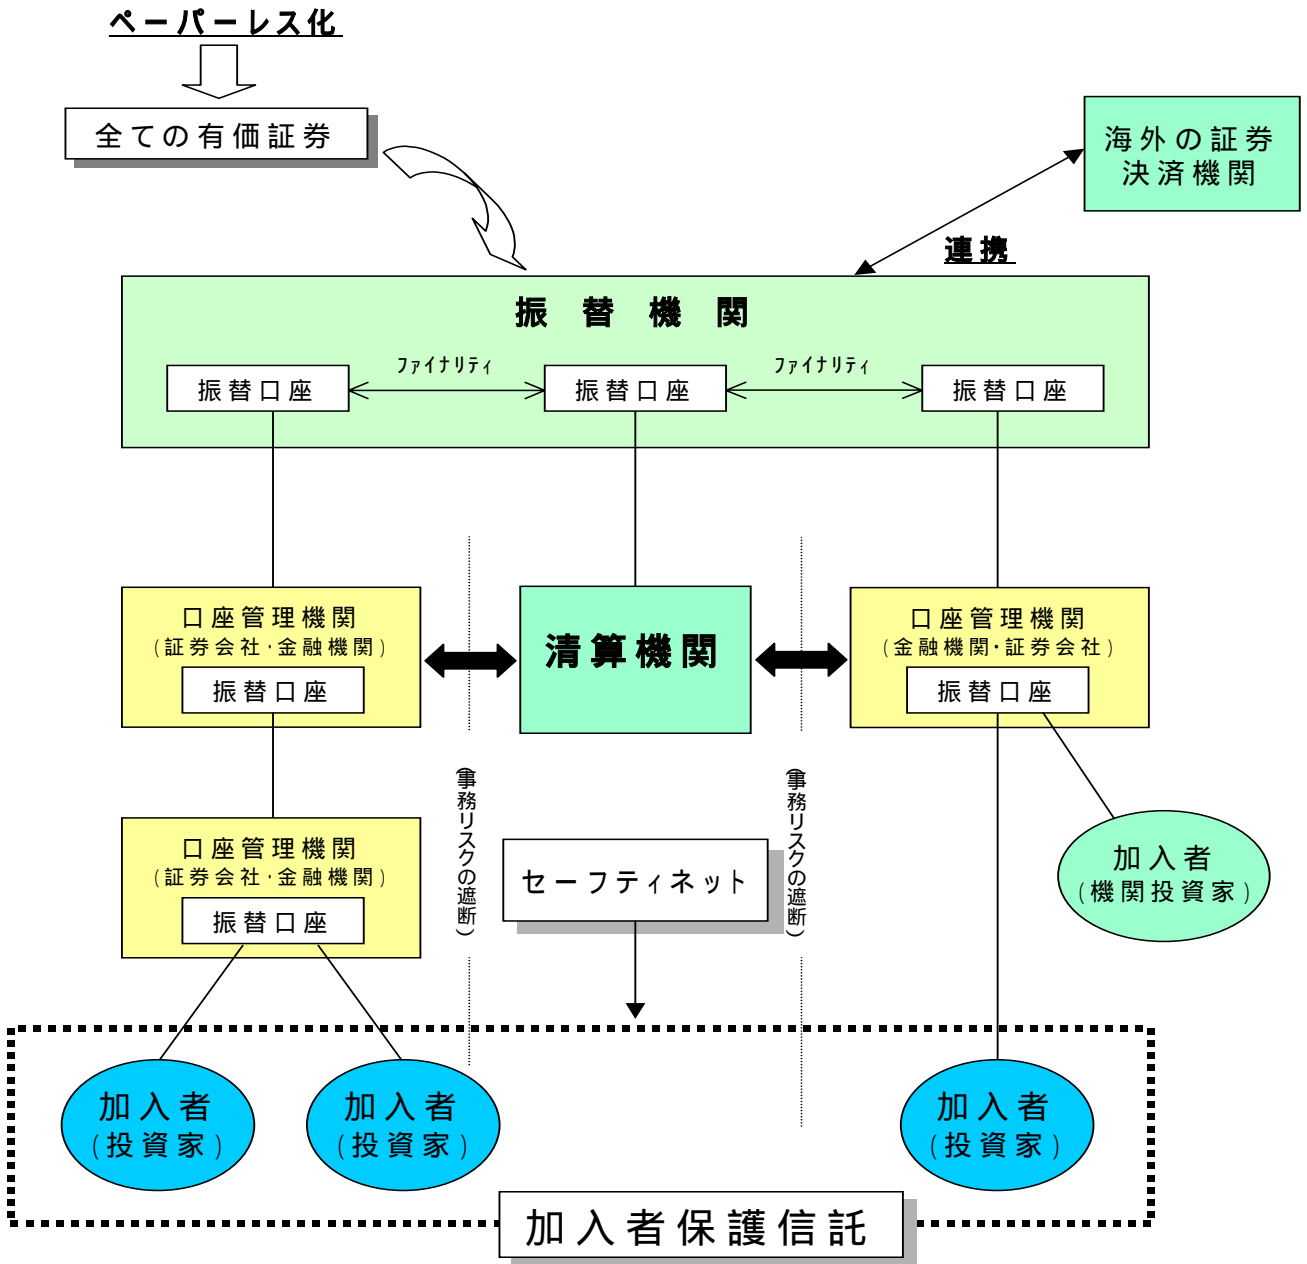 ペーパーレス化
全ての有価証券
海外の証券
決済機関
連携
振替機関
ファイナリティ
ファイナリティ
振替口座
振替口座
振替口座
口座管理機関
(証券会社・金融機関)
振替口座
清算機関
口座管理機関
(金融機関・証券会社)
振替口座
(事務リスクの遮断)
(事務リスクの遮断)
口座管理機関
(証券会社・金融機関)
振替口座
セーフティネット
加入者
(機関投資家)
加入者
(投資家)
加入者
(投資家)
加入者
(投資家)
加入者保護信託